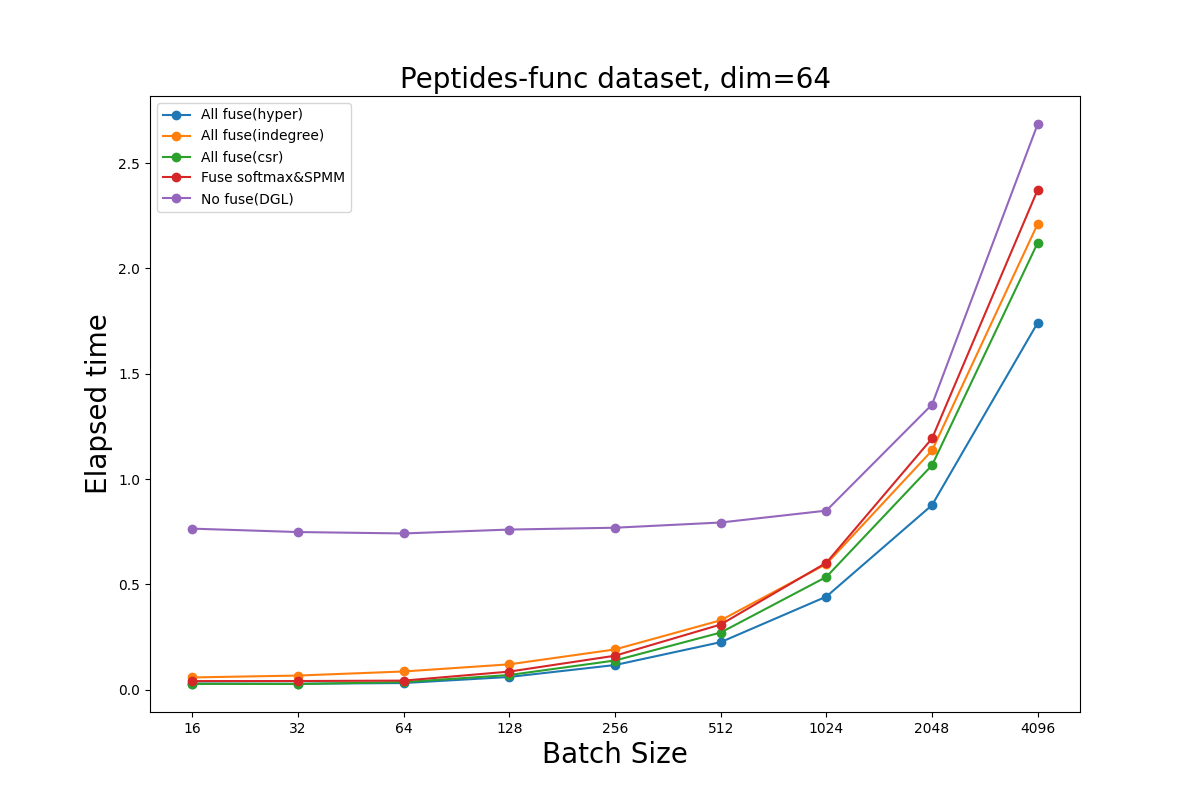 Peptides-func dataset, dim=64
All fuse(hyper)
All fuse(indegree)
All fuse(csr)
Fuse softmax&SPMM
No fuse(DGL)
Elapsed time
2.5
2.0
1.5
1.0
0.5
0.0
16 32 64 128 256 512 1024 2048 4096
Batch Size